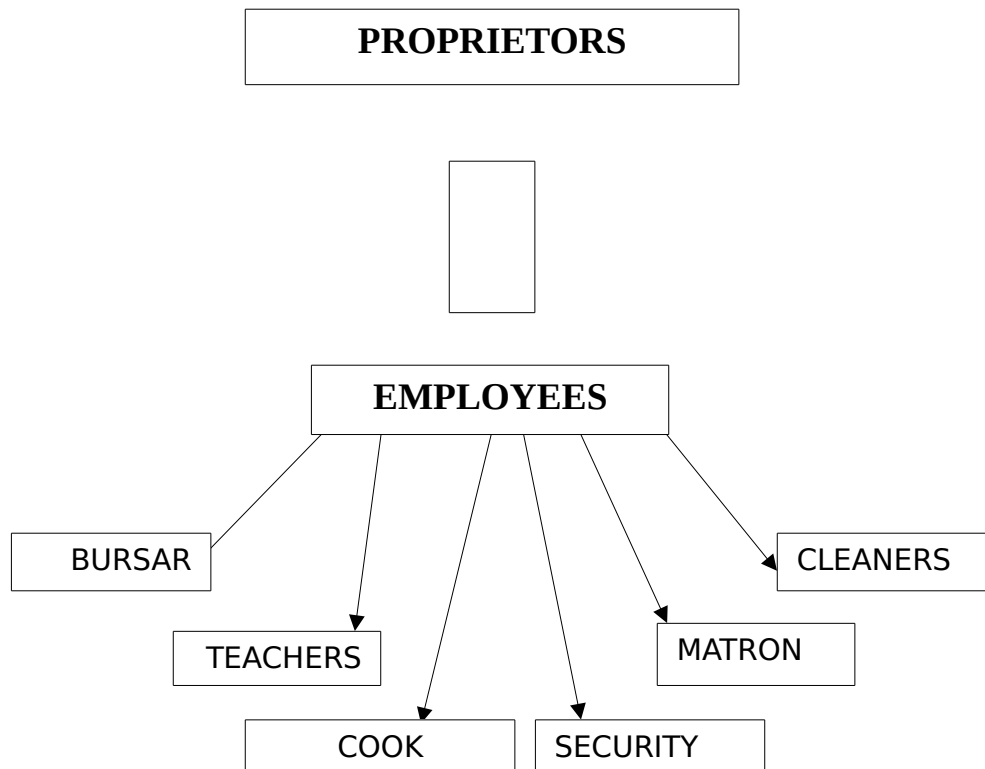 PROPRIETORS
EMPLOYEES
BURSAR
CLEANERS
TEACHERS
MATRON
COOK
SECURITY